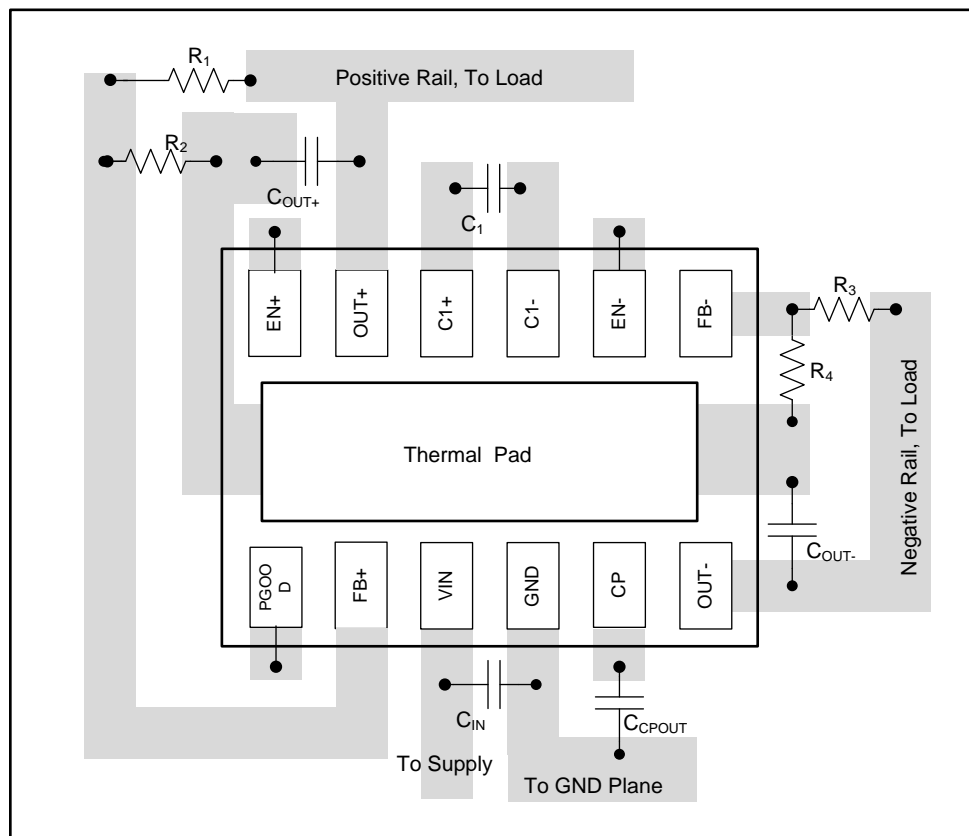 R1
Positive Rail, To Load
R2
COUT+
C1
EN+
OUT+
C1+
C1-
EN-
FB-
R3
R4
Thermal Pad
Negative Rail, To Load
COUT-
PGOO
D
FB+
VIN
GND
CP
OUT-
CIN
CCPOUT
To Supply
To GND Plane